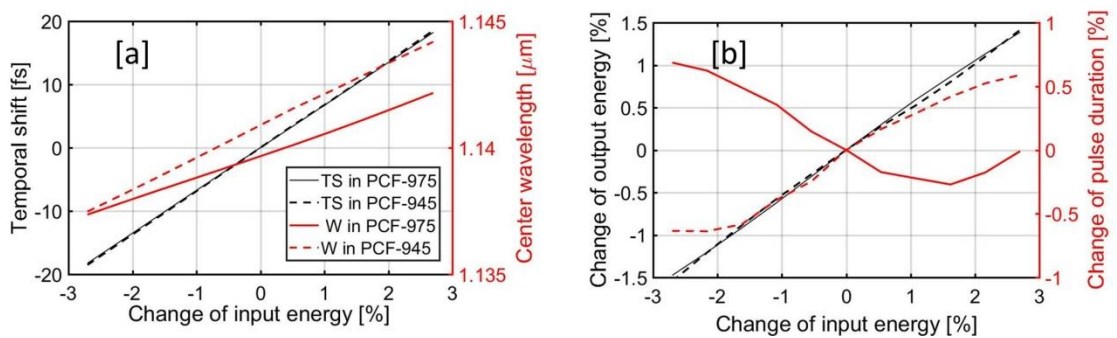 [a]
Temporal shift [fs]
20
10
0
-10
-20
Center wavelength [μm]
1.145
1.14
1.135
TS in PCF-975
TS in PCF-945
W in PCF-975
W in PCF-945
-3 -2 -1 0 1 2 3
Change of input energy [%]
[b]
Change of output energy [%]
1.5
1
0.5
0
-0.5
-1
-1.5
Change of pulse duration [%]
1
0.5
0
-0.5
-1
-3 -2 -1 0 1 2 3
Change of input energy [%]